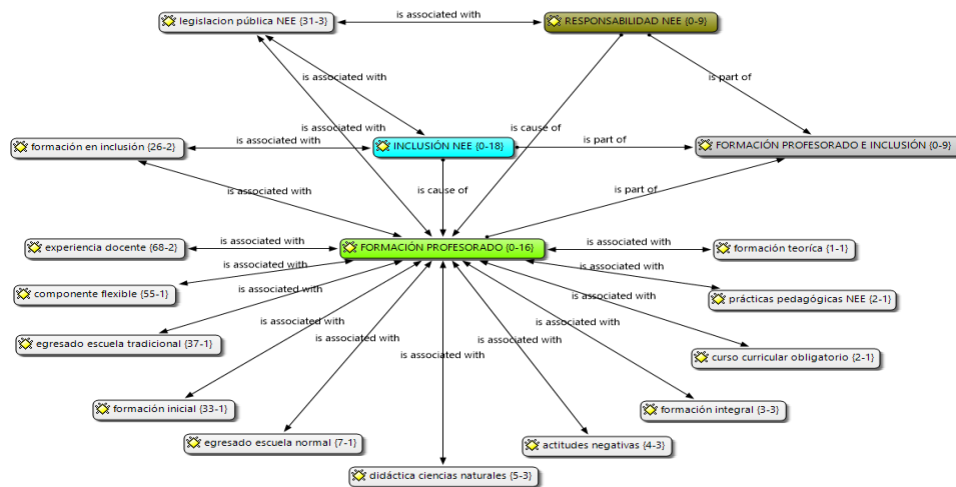 legislacion pública NEE {31-3}
is associated with
RESPONSABILIDAD NEE {0-9}
is associated with
is part of
is associated with
is cause of
formación en inclusión {26-2}
is associated with
INCLUSIÓN NEE {0-18}
is part of
FORMACIÓN PROFESORADO E INCLUSIÓN {0-9}
is associated with
is cause of
is part of
experiencia docente {68-2}
is associated with
FORMACIÓN PROFESORADO {0-16}
is associated with
formación teoríca {1-1}
is associated with
is associated with
componente flexible {55-1}
prácticas pedagógicas NEE {2-1}
is associated with
is associated with
egresado escuela tradicional {37-1}
is associated with
is associated with
curso curricular obligatorio {2-1}
is associated with
is associated with
is associated with
formación inicial {33-1}
formación integral {3-3}
egresado escuela normal {7-1}
actitudes negativas {4-3}
didáctica ciencias naturales {5-3}